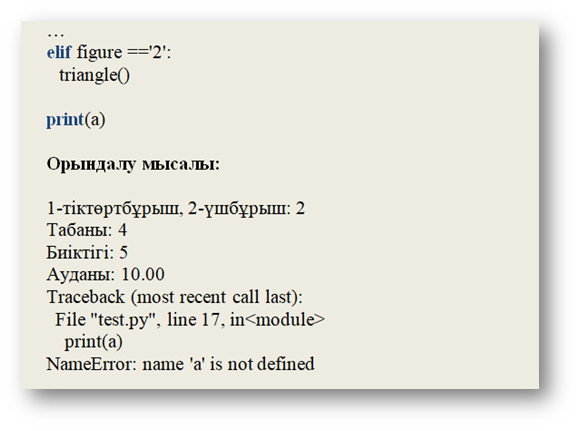 ...
elif figure =='2':
triangle()
print(a)
Орындалу мысалы:
1-тіктөртбұрыш, 2-үшбұрыш: 2
Табаны: 4
Биіктігі: 5
Ауданы: 10.00
Traceback (most recent call last):
File "test.py", line 17, in<module>
print(a)
NameError: name 'a' is not defined